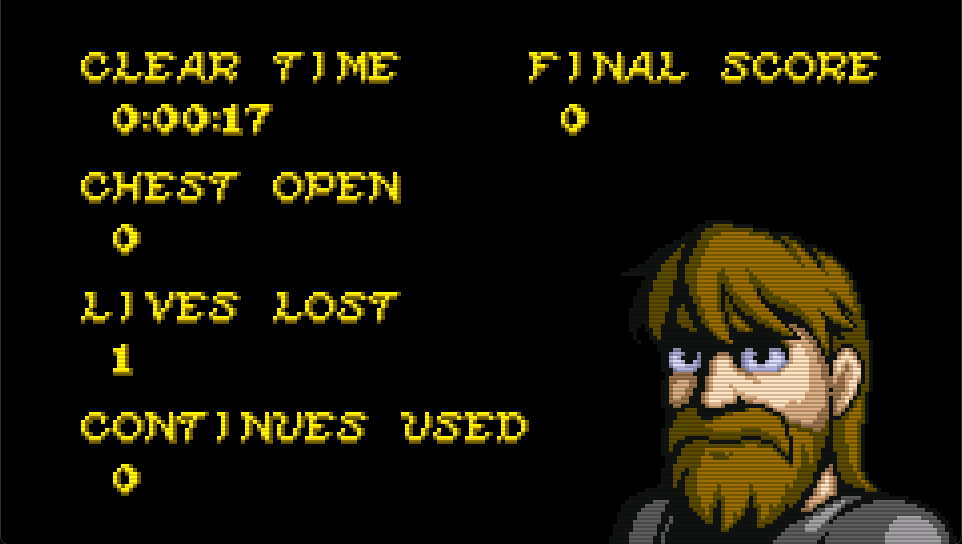 CLEAR TIME
0:00:17
FINAL SCORE
0
CHEST OPEN
0
LIVES LOST
1
CONTINUES USED
0